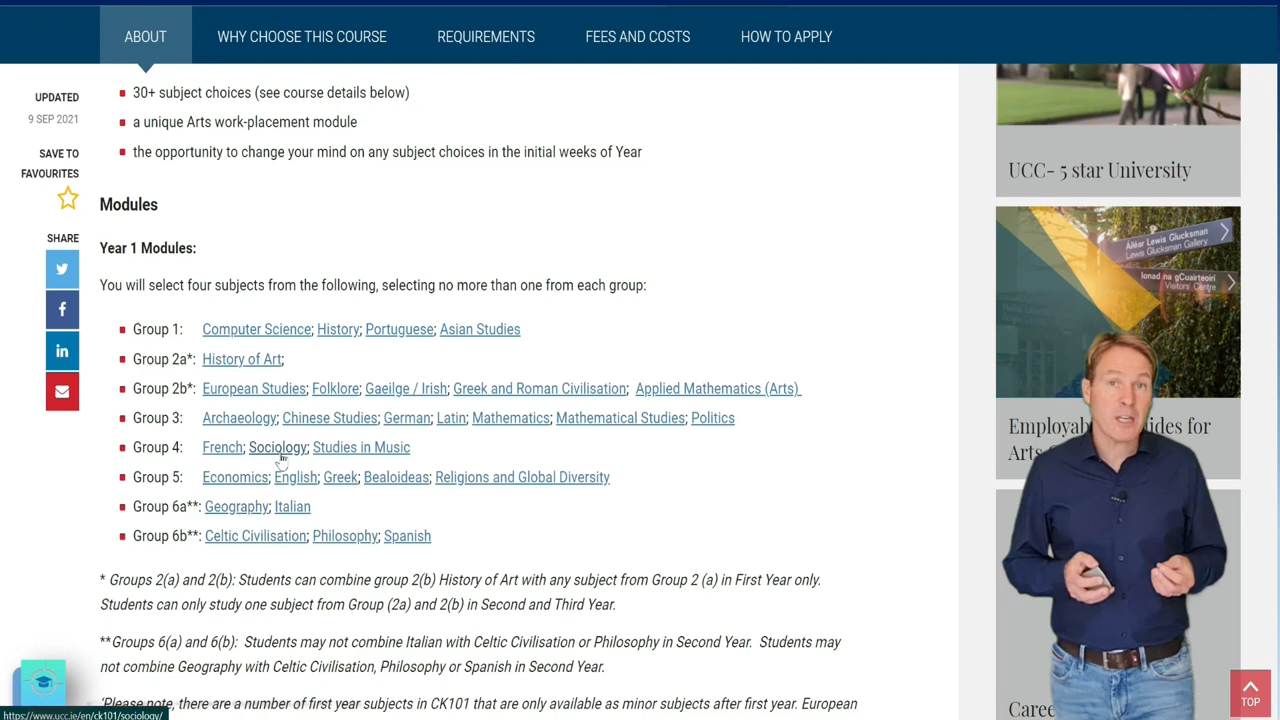 ABOUT
WHY CHOOSE THIS COURSE
REQUIREMENTS
FEES AND COSTS
HOW TO APPLY
UPDATED
9 SEP 2021
SAVE TO
FAVOURITES
SHARE
30+ subject choices (see course details below)
a unique Arts work-placement module
the opportunity to change your mind on any subject choices in the initial weeks of Year
Modules
Year 1 Modules:
You will select four subjects from the following, selecting no more than one from each group:
Group 1: Computer Science; History; Portuguese; Asian Studies
Group 2a*: History of Art;
Group 2b*: European Studies; Folklore; Gaeilge / Irish; Greek and Roman Civilisation; Applied Mathematics (Arts)
Group 3: Archaeology; Chinese Studies; German; Latin; Mathematics; Mathematical Studies; Politics
Group 4: French; Sociology; Studies in Music
Group 5: Economics; English; Greek; Bealoideas; Religions and Global Diversity
Group 6a**: Geography; Italian
Group 6b**: Celtic Civilisation; Philosophy; Spanish
* Groups 2(a) and 2(b): Students can combine group 2(b) History of Art with any subject from Group 2 (a) in First Year only.
Students can only study one subject from Group (2a) and 2(b) in Second and Third Year.
**Groups 6(a) and 6(b): Students may not combine Italian with Celtic Civilisation or Philosophy in Second Year. Students may
not combine Geography with Celtic Civilisation, Philosophy or Spanish in Second Year.
'Please note, there are a number of first year subjects in CK101 that are only available as minor subjects after first year. European
UCC- 5 star University
Áiléar Lewis Glucksman
Lewis Glucksman Gallery
Ionad na gCuairteoirí
Visitors Centre
for
TOP
https://www.ucc.ie/en/ck101/sociology/